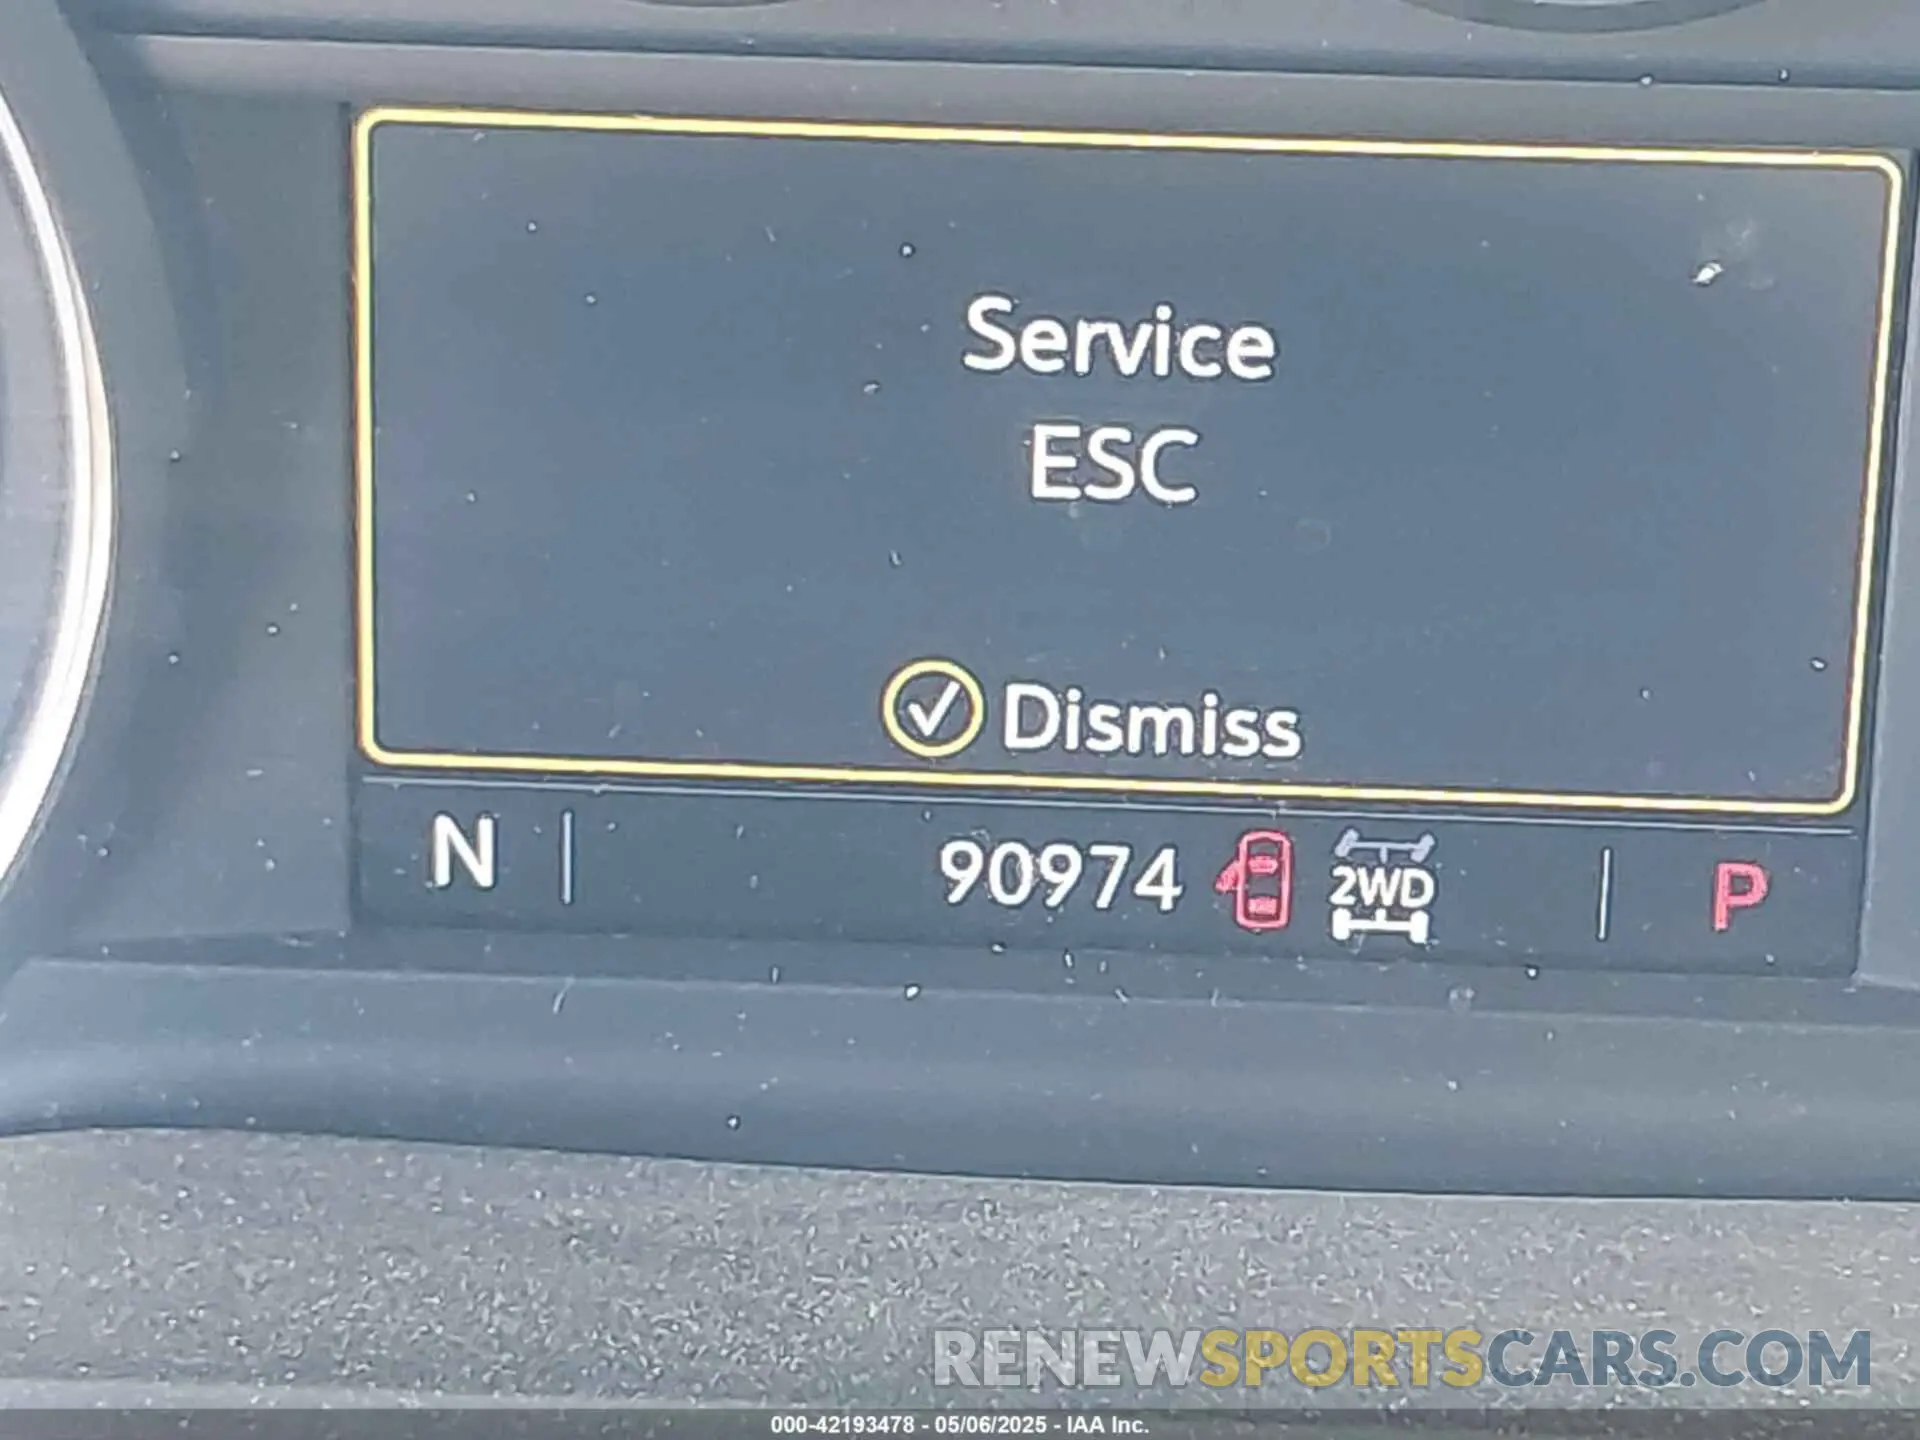 Service
ESC
Dismiss
N 90974 2WD P
RENEWSPORTSCARS.COM
000-42193478 - 05/06/2025 - IAA Inc.